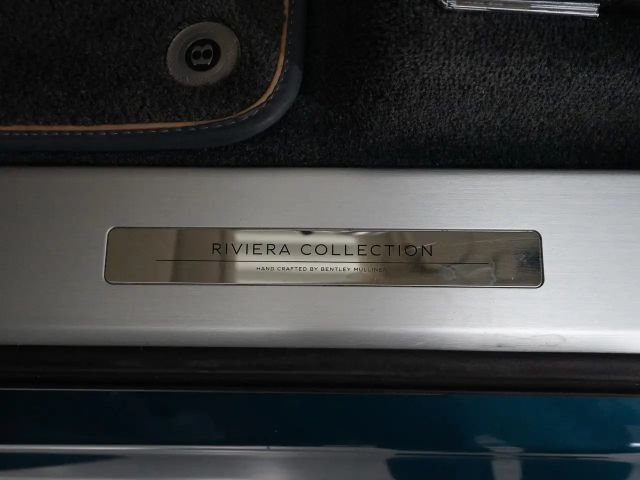 B
RIVIERA COLLECTION
HAND CRAFTED BY BENTLEY MULLINER